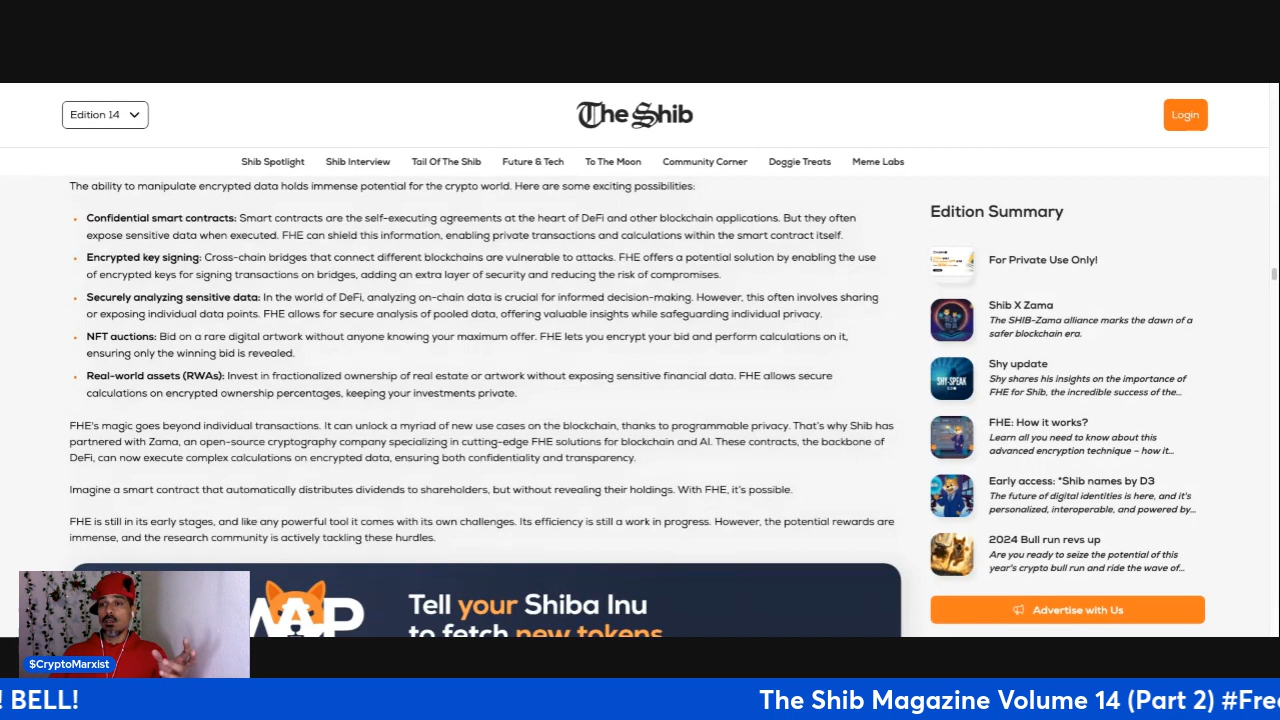 Edition 14
The Shib
Login
Shib Spotlight Shib Interview Tail Of The Shib Future & Tech To The Moon Community Corner Doggie Treats Meme Labs
The ability to manipulate encrypted data holds immense potential for the crypto world. Here are some exciting possibilities:
Confidential smart contracts: Smart contracts are the self-executing agreements at the heart of DeFi and other blockchain applications. But they often
expose sensitive data when executed. FHE can shield this information, enabling private transactions and calculations within the smart contract itself.
Encrypted key signing: Cross-chain bridges that connect different blockchains are vulnerable to attacks. FHE offers a potential solution by enabling the use
of encrypted keys for signing transactions on bridges, adding an extra layer of security and reducing the risk of compromises.
Securely analyzing sensitive data: In the world of DeFi, analyzing on-chain data is crucial for informed decision-making. However, this often involves sharing
or exposing individual data points. FHE allows for secure analysis of pooled data, offering valuable insights while safeguarding individual privacy.
NFT auctions: Bid on a rare digital artwork without anyone knowing your maximum offer. FHE lets you encrypt your bid and perform calculations on it,
ensuring only the winning bid is revealed.
Real-world assets (RWAs): Invest in fractionalized ownership of real estate or artwork without exposing sensitive financial data. FHE allows secure
calculations on encrypted ownership percentages, keeping your investments private.
FHE's magic goes beyond individual transactions. It can unlock a myriad of new use cases on the blockchain, thanks to programmable privacy. That's why Shib has
partnered with Zama, an open-source cryptography company specializing in cutting-edge FHE solutions for blockchain and AI. These contracts, the backbone of
DeFi, can now execute complex calculations on encrypted data, ensuring both confidentiality and transparency.
Imagine a smart contract that automatically distributes dividends to shareholders, but without revealing their holdings. With FHE, it's possible.
FHE is still in its early stages, and like any powerful tool it comes with its own challenges. Its efficiency is still a work in progress. However, the potential rewards are
immense, and the research community is actively tackling these hurdles.
WAP
Tell your Shiba Inu
to fetch new tokens
Edition Summary
For Private Use Only!
Shib X Zama
The SHIB-Zama alliance marks the dawn of a
safer blockchain era.
SHY-SPEAK
Shy update
Shy shares his insights on the importance of
FHE for Shib, the incredible success of the...
FHE: How it works?
Learn all you need to know about this
advanced encryption technique – how it...
Early access: *Shib names by D3
The future of digital identities is here, and it's
personalized, interoperable, and powered by...
2024 Bull run revs up
Are you ready to seize the potential of this
year's crypto bull run and ride the wave of...
Advertise with Us
$CryptoMarxist
! BELL!
The Shib Magazine Volume 14 (Part 2) #Free